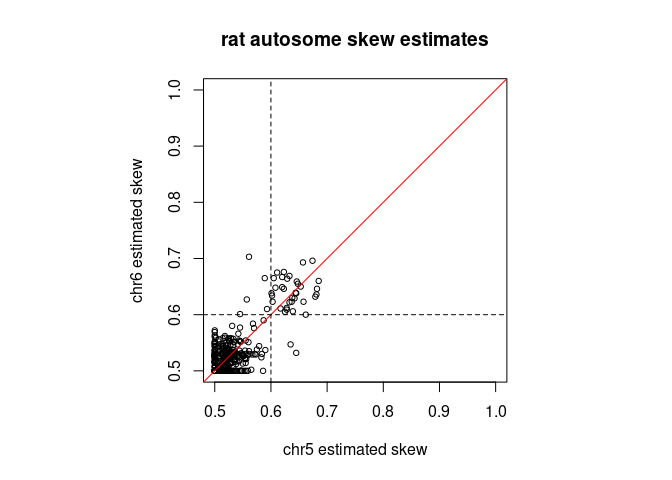 rat autosome skew estimates
chr6 estimated skew
1.0
0.9
0.8
0.7
0.6
0.5
0.5 0.6 0.7 0.8 0.9 1.0
chr5 estimated skew